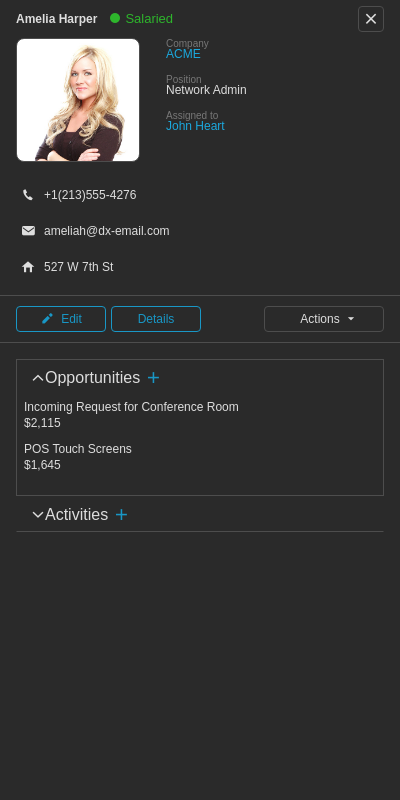 Amelia Harper Salaried
Company
ACME
Position
Network Admin
Assigned to
John Heart
+1(213)555-4276
ameliah@dx-email.com
527 W 7th St
Edit Details Actions
Opportunities
Incoming Request for Conference Room
$2,115
POS Touch Screens
$1,645
Activities